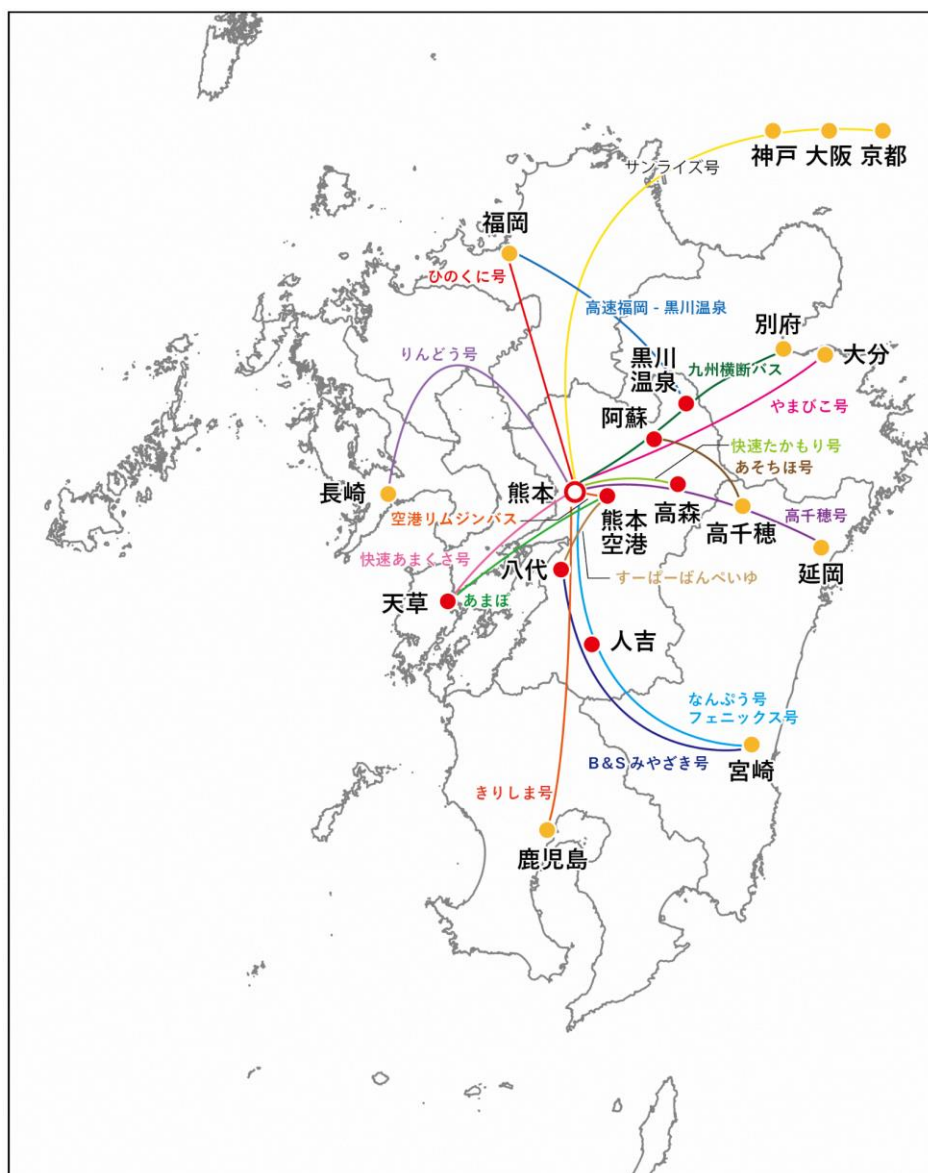 神戸 大阪 京都
サンライズ号
福岡
ひのくに号
高速福岡 - 黒川温泉
別府
大分
黒川
温泉
九州横断バス
りんどう号
やまびこ号
阿蘇
快速たかもり号
あそちほ号
長崎
熊本
熊本
空港
高森
高千穂
高千穂号
空港リムジンバス
快速あまくさ号
八代
すーぱーばんぺいゆ
延岡
天草
あまぽ
人吉
なんぷう号
フェニックス号
B&Sみやざき号
宮崎
きりしま号
鹿児島